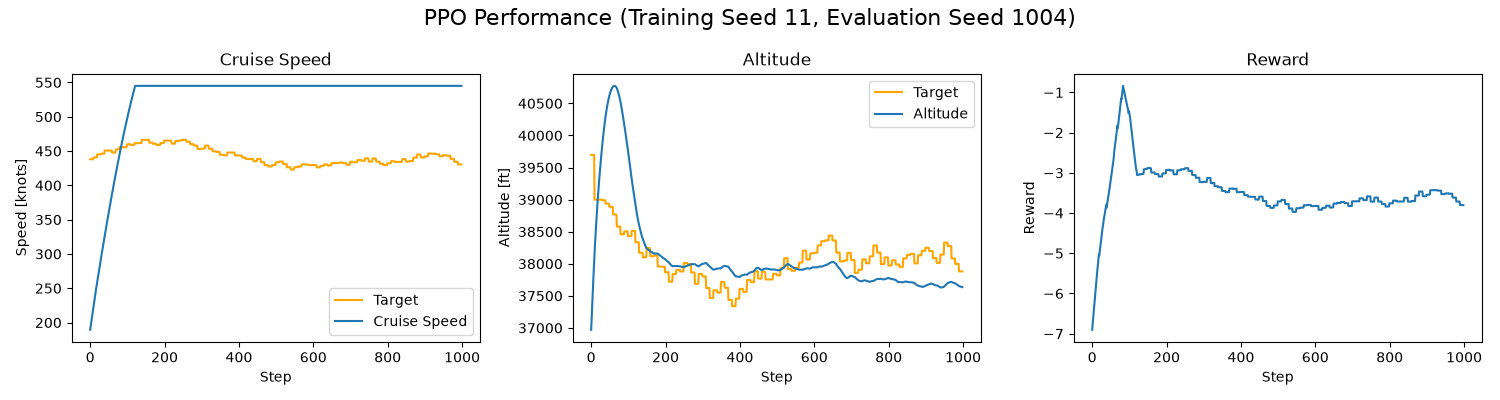 PPO Performance (Training Seed 11, Evaluation Seed 1004)
Cruise Speed
550
500
450
400
350
300
250
200
Speed [knots]
Target
Cruise Speed
0 200 400 600 800 1000
Step
Altitude
40500
40000
39500
39000
38500
38000
37500
37000
Altitude [ft]
Target
Altitude
0 200 400 600 800 1000
Step
Reward
−1
−2
−3
−4
−5
−6
−7
Reward
0 200 400 600 800 1000
Step